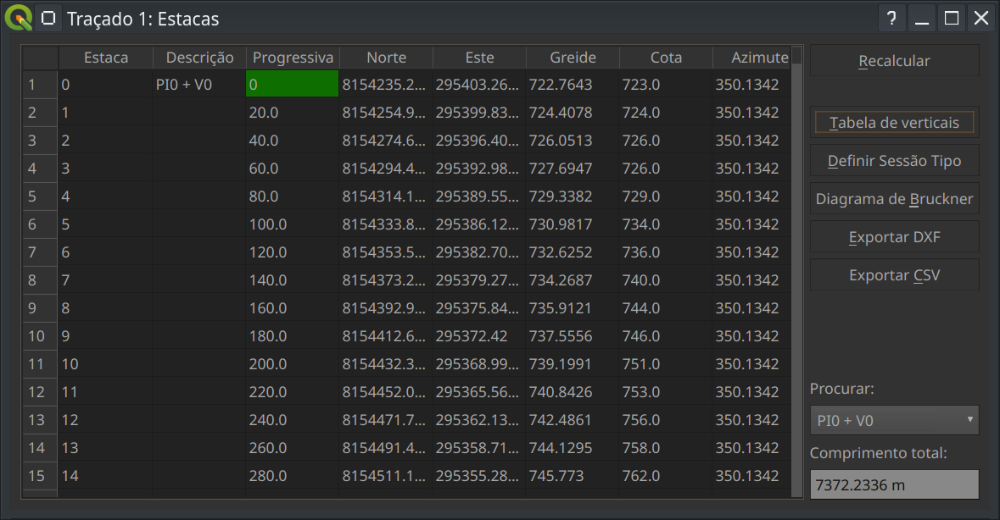 Traçado 1: Estacas
Estaca Descrição Progressiva Norte Este Greide Cota Azimute
1 0 PI0 + V0 0 8154235.2... 295403.26... 722.7643 723.0 350.1342
2 1 20.0 8154254.9... 295399.83... 724.4078 724.0 350.1342
3 2 40.0 8154274.6... 295396.40... 726.0513 726.0 350.1342
4 3 60.0 8154294.4... 295392.98... 727.6947 726.0 350.1342
5 4 80.0 8154314.1... 295389.55... 729.3382 729.0 350.1342
6 5 100.0 8154333.8... 295386.12... 730.9817 734.0 350.1342
7 6 120.0 8154353.5... 295382.70... 732.6252 736.0 350.1342
8 7 140.0 8154373.2... 295379.27... 734.2687 740.0 350.1342
9 8 160.0 8154392.9... 295375.84... 735.9121 744.0 350.1342
10 9 180.0 8154412.6... 295372.42 737.5556 746.0 350.1342
11 10 200.0 8154432.3... 295368.99... 739.1991 751.0 350.1342
12 11 220.0 8154452.0... 295365.56... 740.8426 753.0 350.1342
13 12 240.0 8154471.7... 295362.13... 742.4861 756.0 350.1342
14 13 260.0 8154491.4... 295358.71... 744.1295 758.0 350.1342
15 14 280.0 8154511.1... 295355.28... 745.773 762.0 350.1342
Recalcular
Tabela de verticais
Definir Sessão Tipo
Diagrama de Bruckner
Exportar DXF
Exportar CSV
Procurar:
PI0 + V0
Comprimento total:
7372.2336 m